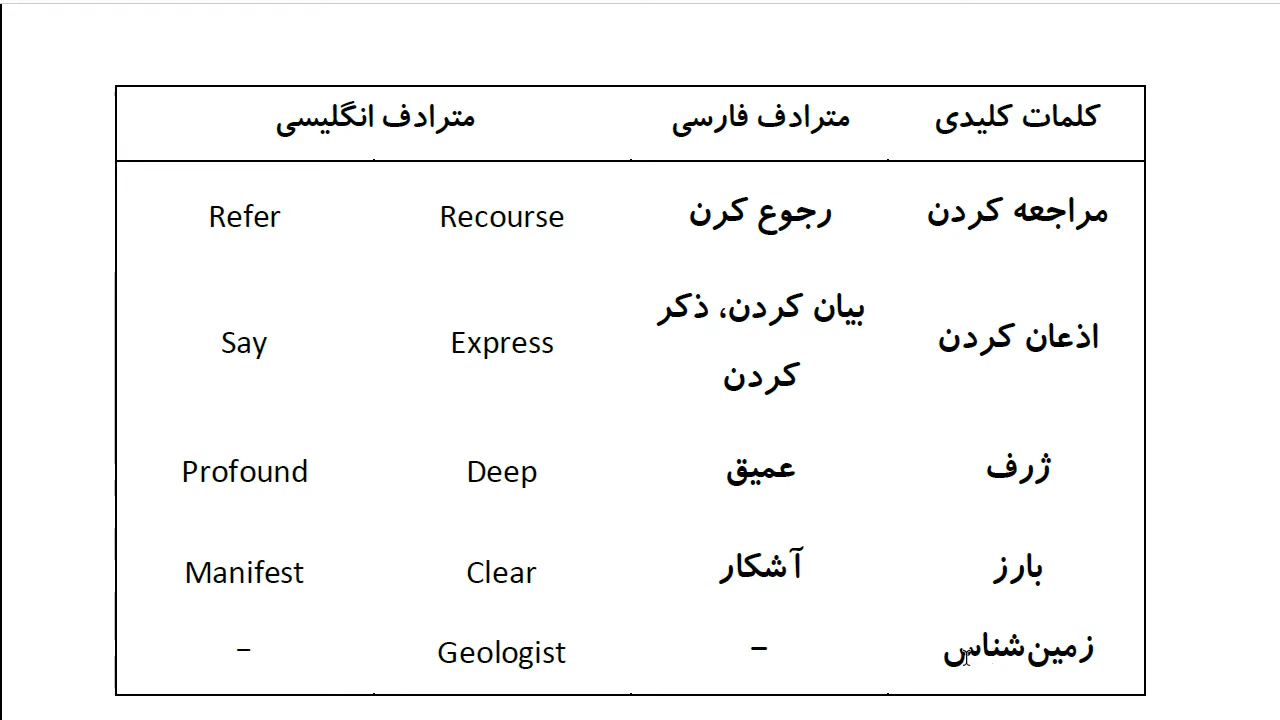 کلمات کلیدی مترادف فارسی مترادف انگلیسی
مراجعه کردن رجوع کرن Recourse Refer
اذعان کردن بیان کردن، ذکر کردن Express Say
ژرف عمیق Deep Profound
بارز آشکار Clear Manifest
زمین‌شناس – Geologist –